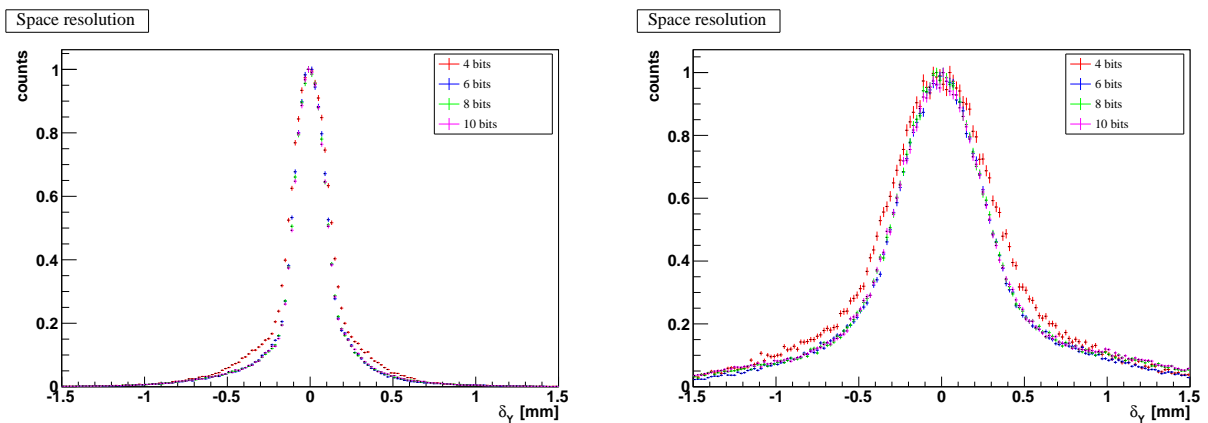 Space resolution
counts
1
0.8
0.6
0.4
0.2
0
-1.5 -1 -0.5 0 0.5 1 1.5
δY [mm]
4 bits
6 bits
8 bits
10 bits
Space resolution
counts
1
0.8
0.6
0.4
0.2
0
-1.5 -1 -0.5 0 0.5 1 1.5
δY [mm]
4 bits
6 bits
8 bits
10 bits